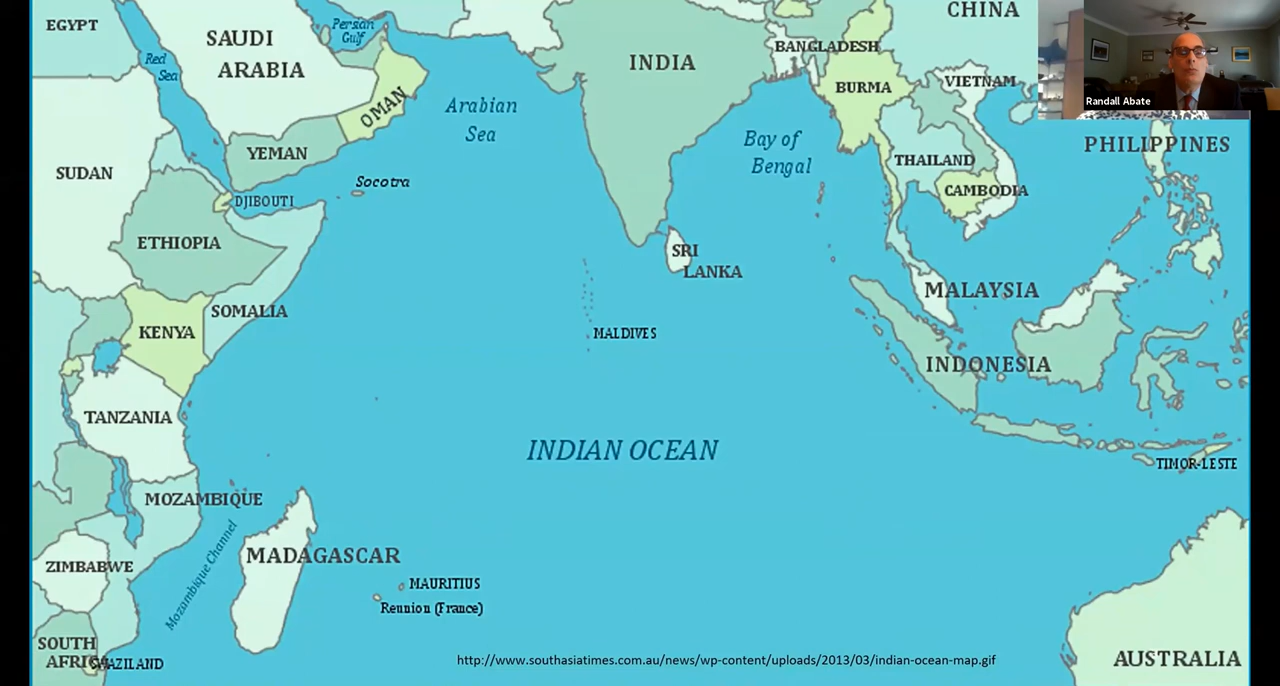 CHINA
EGYPT
Persian
Gulf
SAUDI
ARABIA
Red
Sea
INDIA
BANGLADESH
BURMA
VIETNAM
Randall Abate
OMAN
Arabian
Sea
Bay of
Bengal
PHILIPPINES
YEMEN
THAILAND
SUDAN
Socotra
CAMBODIA
DJIBOUTI
ETHIOPIA
SRI
LANKA
MALAYSIA
SOMALIA
KENYA
MALDIVES
INDONESIA
TANZANIA
INDIAN OCEAN
TIMOR-LESTE
MOZAMBIQUE
Mozambique Channel
MADAGASCAR
ZIMBABWE
MAURITIUS
Reunion (France)
SOUTH
AFRICA
SWAZILAND
AUSTRALIA
http://www.southasiatimes.com.au/news/wp-content/uploads/2013/03/indian-ocean-map.gif